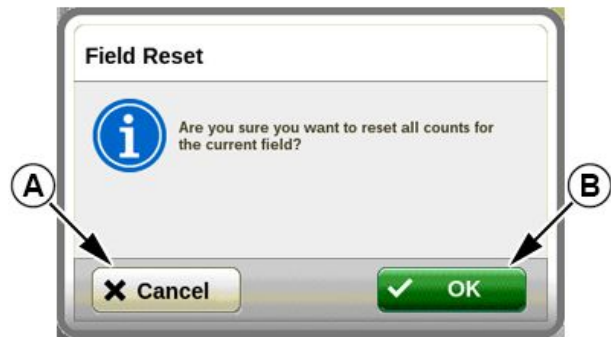 Field Reset
Are you sure you want to reset all counts for
the current field?
A
B
Cancel
OK